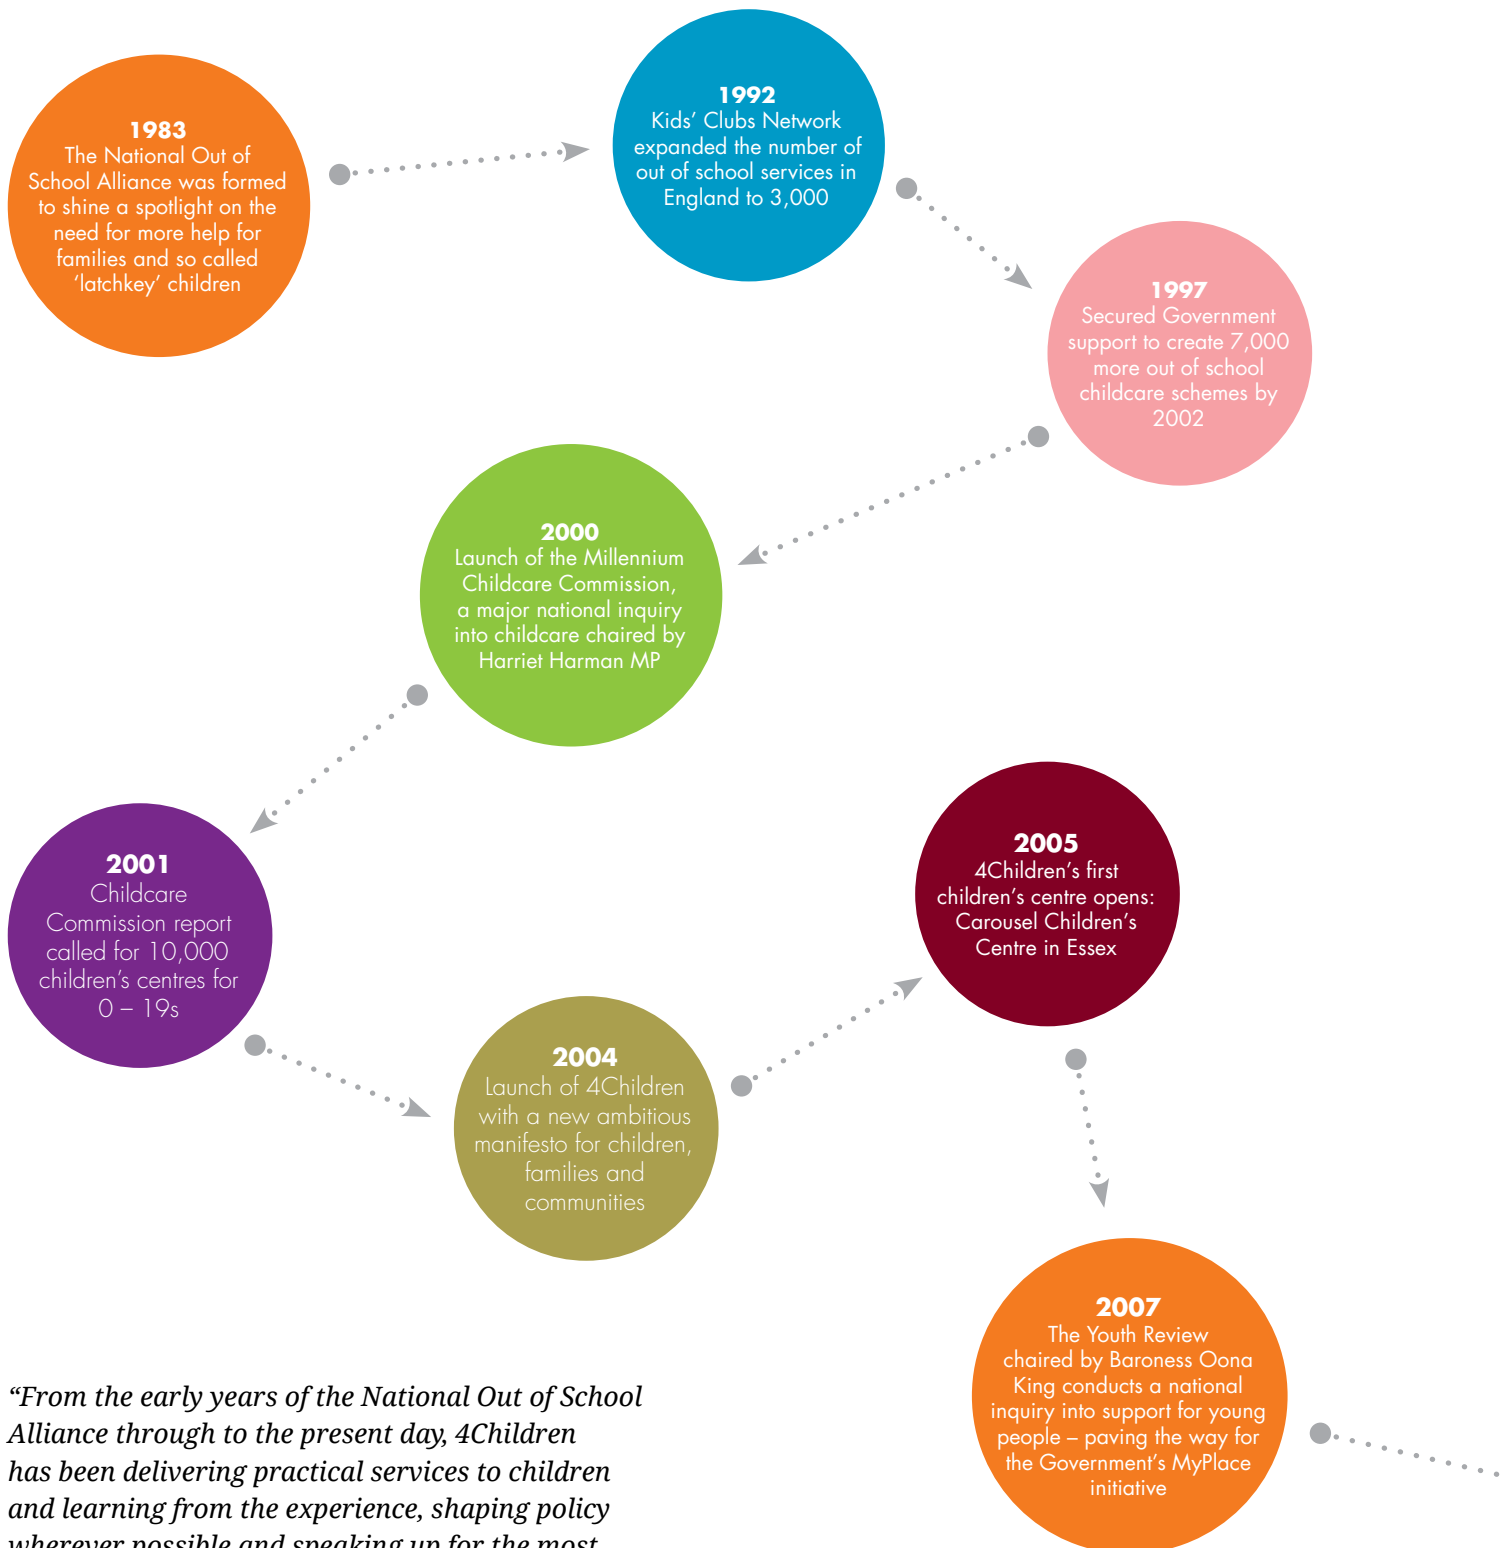 1983
The National Out of
School Alliance was formed
to shine a spotlight on the
need for more help for
families and so called
‘latchkey’ children
1992
Kids’ Clubs Network
expanded the number of
out of school services in
England to 3,000
1997
Secured Government
support to create 7,000
more out of school
childcare schemes by
2002
2000
Launch of the Millennium
Childcare Commission,
a major national inquiry
into childcare chaired by
Harriet Harman MP
2001
Childcare
Commission report
called for 10,000
children’s centres for
0 – 19s
2004
Launch of 4Children
with a new ambitious
manifesto for children,
families and
communities
2005
4Children’s first
children’s centre opens:
Carousel Children’s
Centre in Essex
2007
The Youth Review
chaired by Baroness Oona
King conducts a national
inquiry into support for young
people – paving the way for
the Government’s MyPlace
initiative
“From the early years of the National Out of School
Alliance through to the present day, 4Children
has been delivering practical services to children
and learning from the experience, shaping policy
wherever possible and speaking up for the most